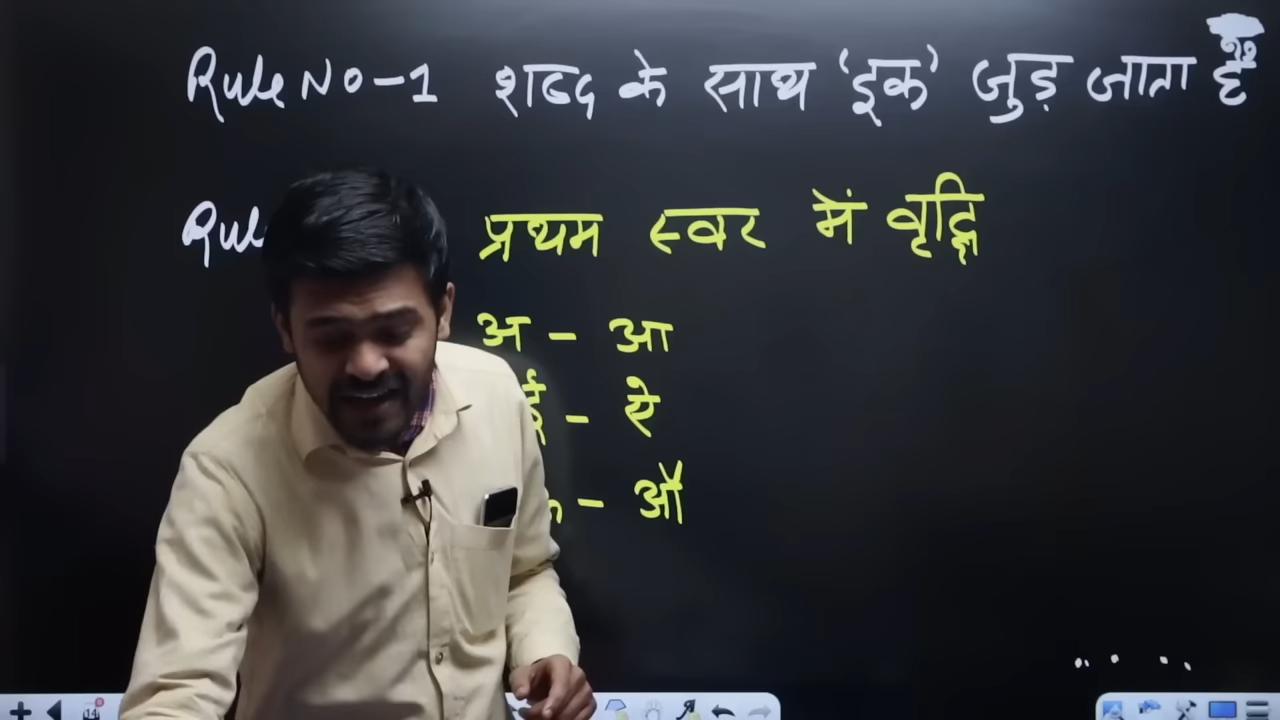 Rule NO-1 शब्द के साथ 'इक' जुड़ जाता है
प्रथम स्वर में वृद्धि
अ - आ
ई - ऐ
- औ